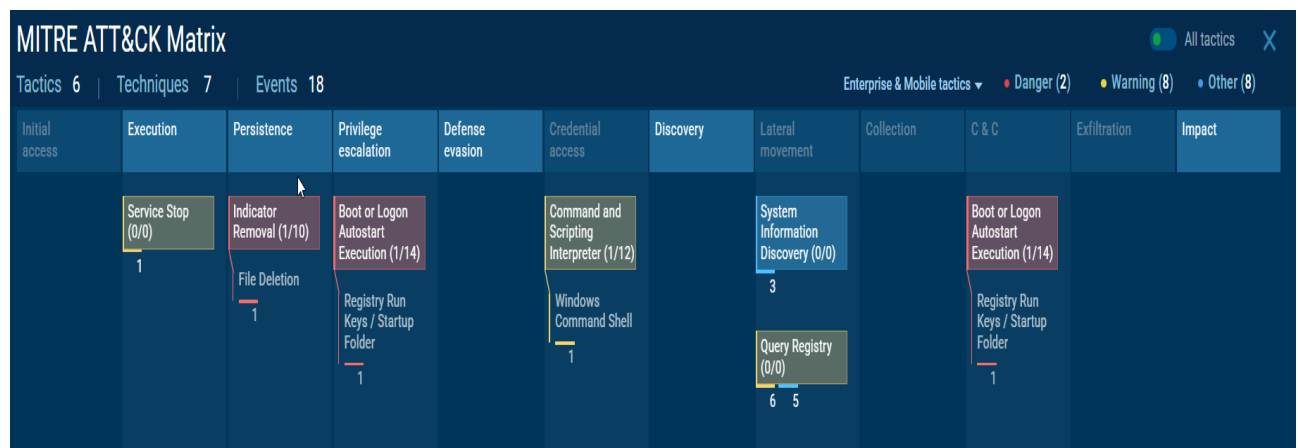 MITRE ATT&CK Matrix
All tactics
Tactics 6 | Techniques 7 | Events 18
Enterprise & Mobile tactics
Danger (2)
Warning (8)
Other (8)
Initial
access
Execution
Persistence
Privilege
escalation
Defense
evasion
Credential
access
Discovery
Lateral
movement
Collection
C & C
Exfiltration
Impact
Service Stop
(0/0)
1
Indicator
Removal (1/10)
File Deletion
1
Boot or Logon
Autostart
Execution (1/14)
Registry Run
Keys / Startup
Folder
1
Command and
Scripting
Interpreter (1/12)
Windows
Command Shell
1
System
Information
Discovery (0/0)
3
Query Registry
(0/0)
6 5
Boot or Logon
Autostart
Execution (1/14)
Registry Run
Keys / Startup
Folder
1